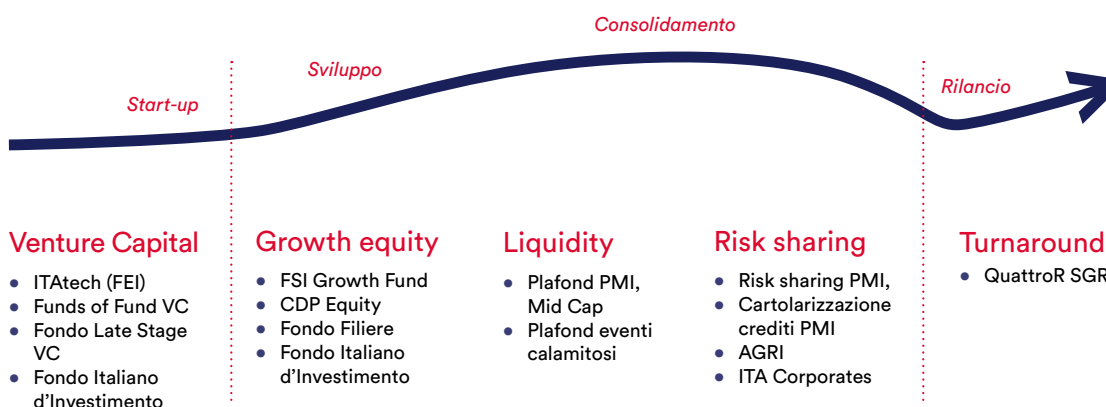 Consolidamento
Sviluppo
Start-up
Rilancio
Venture Capital
• ITAtech (FEI)
• Funds of Fund VC
• Fondo Late Stage
VC
• Fondo Italiano
d’Investimento
Growth equity
• FSI Growth Fund
• CDP Equity
• Fondo Filiere
• Fondo Italiano
d’Investimento
Liquidity
• Plafond PMI,
Mid Cap
• Plafond eventi
calamitosi
Risk sharing
• Risk sharing PMI,
• Cartolarizzazione
crediti PMI
• AGRI
• ITA Corporates
Turnaround
• QuattroR SGR